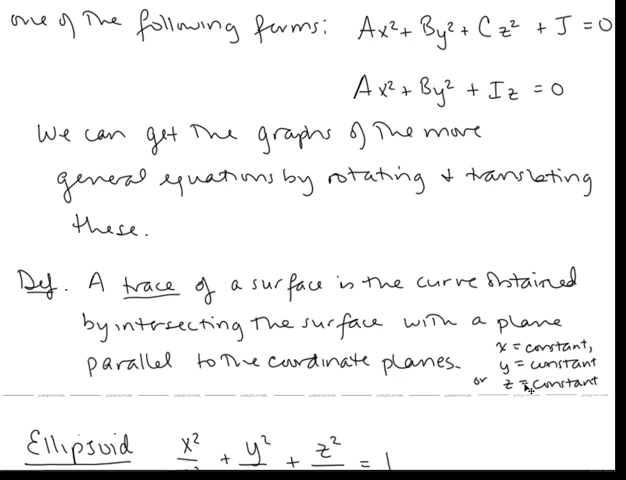 one of the following forms: Ax² + By² + Cz² + J = 0
Ax² + By² + Iz = 0
We can get the graphs of the more
general equations by rotating & translating
these.
Def. A trace of a surface is the curve obtained
by intersecting the surface with a plane
parallel to the coordinate planes.
x = constant,
y = constant
or z = constant
Ellipsoid x² + y² + z² = 1